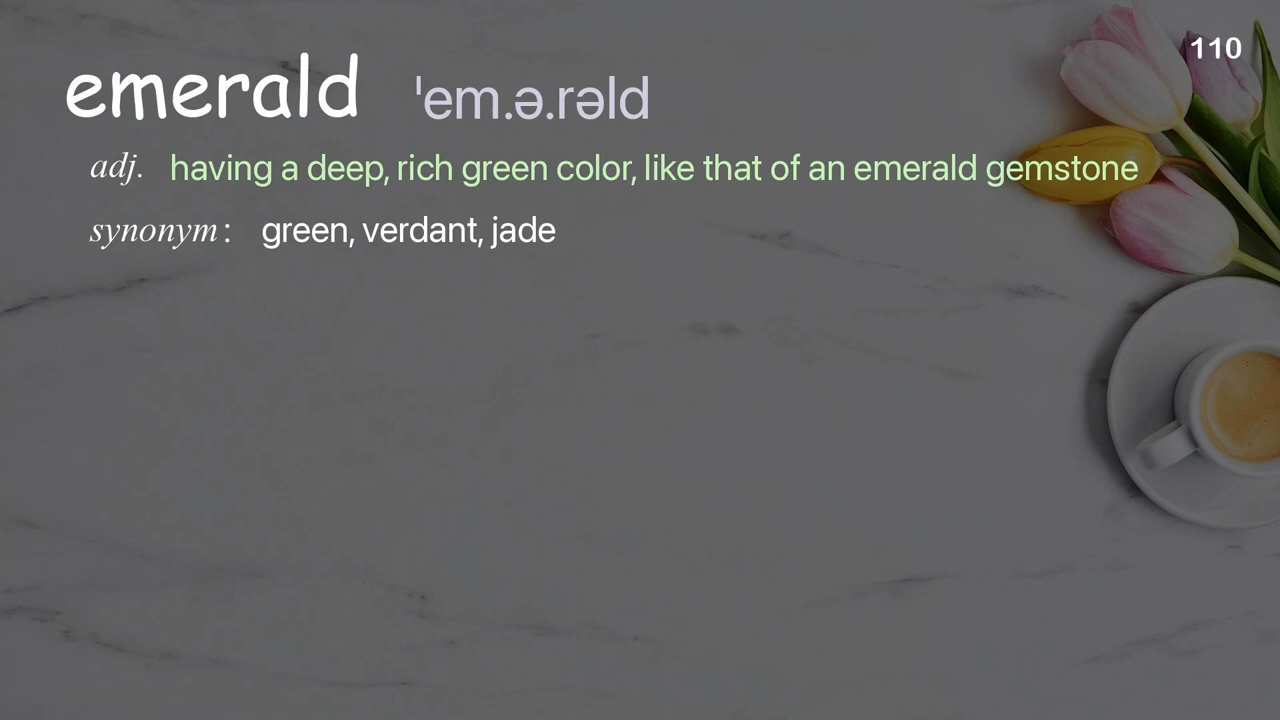 110
emerald ˈem.ə.rəld
adj. having a deep, rich green color, like that of an emerald gemstone
synonym: green, verdant, jade